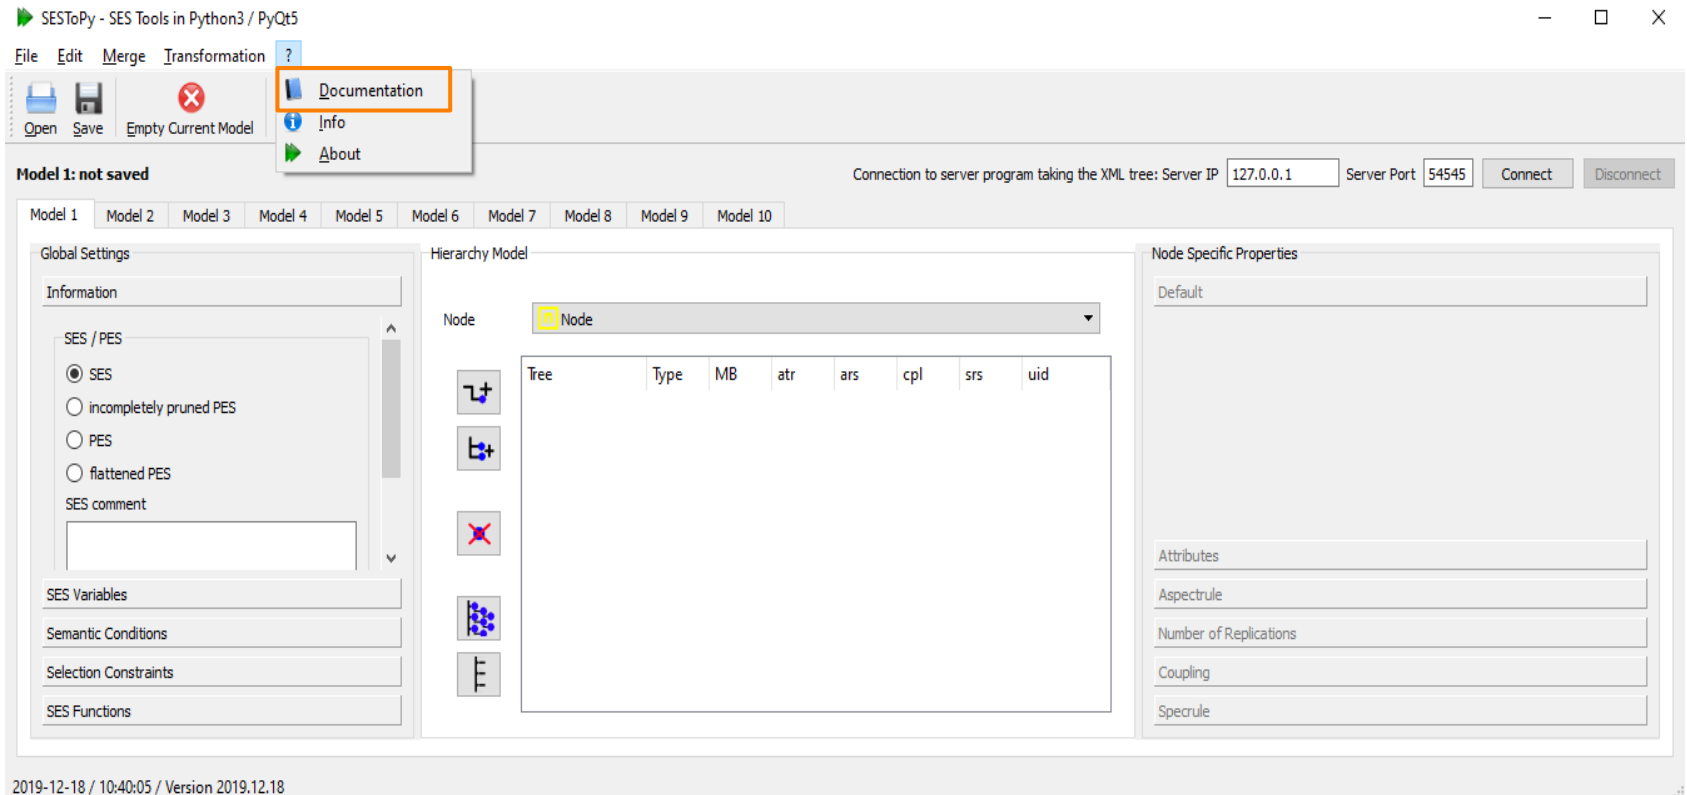 SESToPy - SES Tools in Python3 / PyQt5
File Edit Merge Transformation ?
Documentation
Info
About
Open Save Empty Current Model
Model 1: not saved
Connection to server program taking the XML tree: Server IP 127.0.0.1 Server Port 54545 Connect Disconnect
Model 1 Model 2 Model 3 Model 4 Model 5 Model 6 Model 7 Model 8 Model 9 Model 10
Global Settings
Information
SES / PES
SES
incompletely pruned PES
PES
flattened PES
SES comment
SES Variables
Semantic Conditions
Selection Constraints
SES Functions
Hierarchy Model
Node Node
Tree Type MB atr ars cpl srs uid
Node Specific Properties
Default
Attributes
Aspectrule
Number of Replications
Coupling
Specrule
2019-12-18 / 10:40:05 / Version 2019.12.18